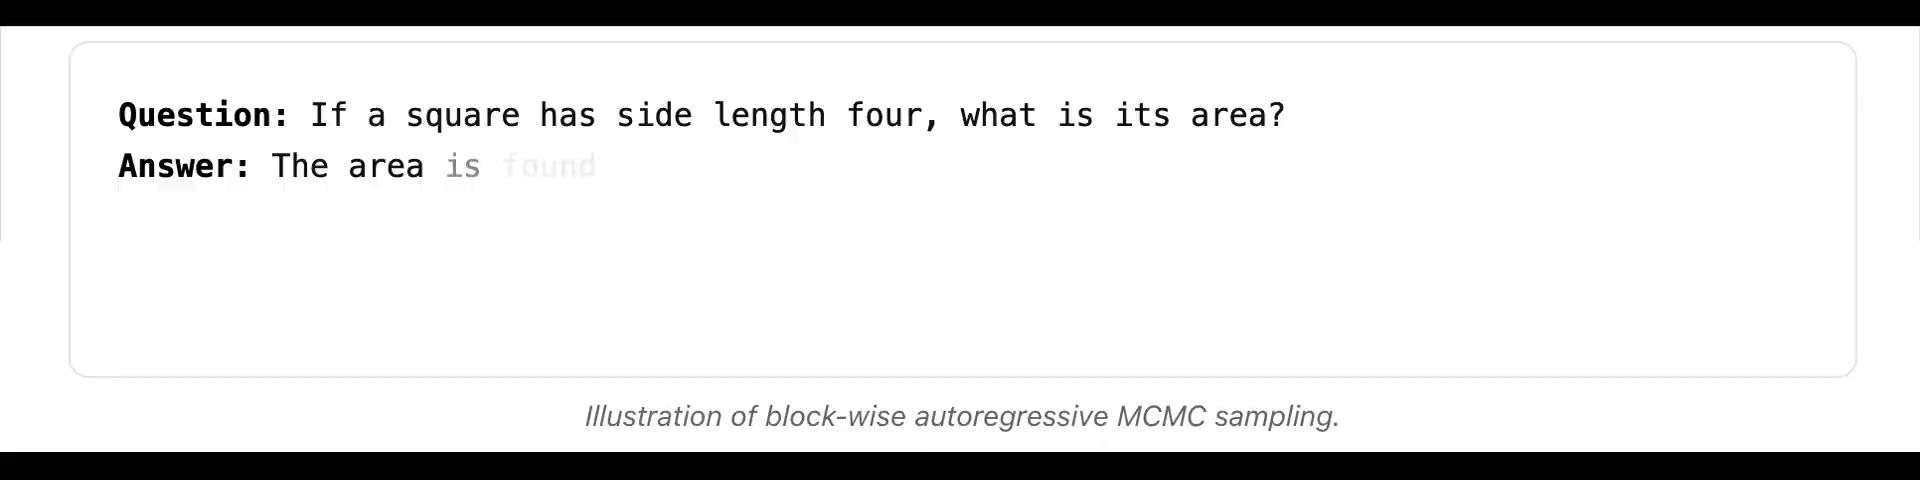 Question: If a square has side length four, what is its area?
Answer: The area is found
Illustration of block-wise autoregressive MCMC sampling.